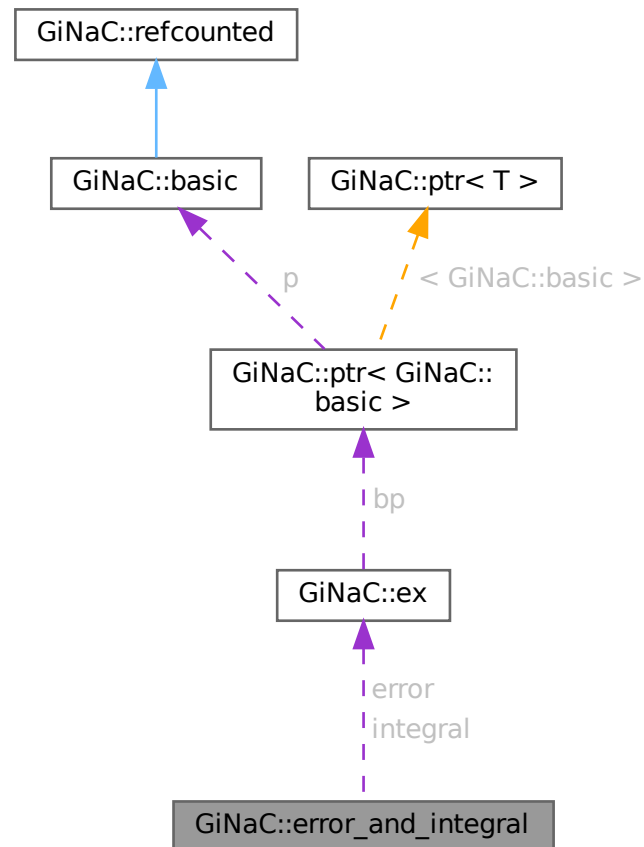 GiNaC::refcounted
GiNaC::basic
GiNaC::ptr< T >
p
< GiNaC::basic >
GiNaC::ptr< GiNaC::
basic >
bp
GiNaC::ex
error
integral
GiNaC::error_and_integral